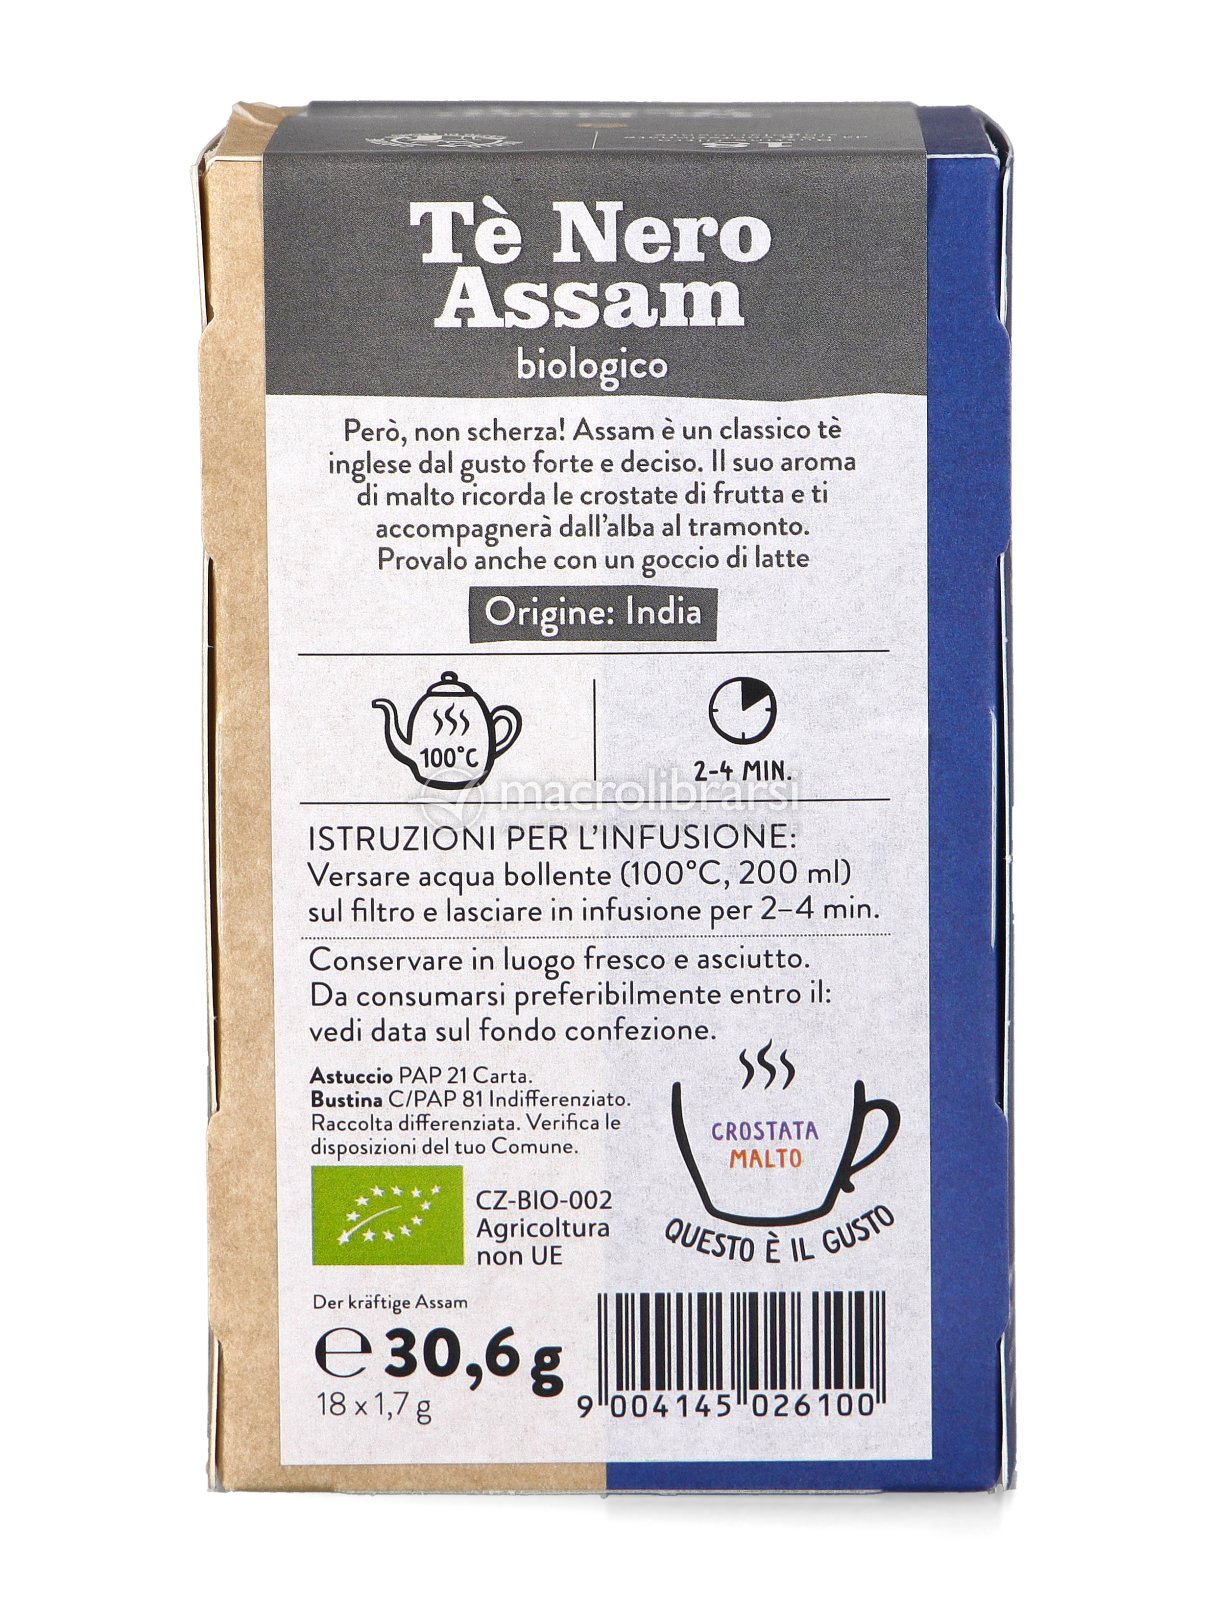 Tè Nero
Assam
biologico
Però, non scherza! Assam è un classico tè
inglese dal gusto forte e deciso. Il suo aroma
di malto ricorda le crostate di frutta e ti
accompagnerà dall'alba al tramonto.
Provalo anche con un goccio di latte
Origine: India
100°C
2-4 MIN.
macrolibrarsi
ISTRUZIONI PER L'INFUSIONE:
Versare acqua bollente (100°C, 200 ml)
sul filtro e lasciare in infusione per 2–4 min.
Conservare in luogo fresco e asciutto.
Da consumarsi preferibilmente entro il:
vedi data sul fondo confezione.
Astuccio PAP 21 Carta.
Bustina C/PAP 81 Indifferenziato.
Raccolta differenziata. Verifica le
disposizioni del tuo Comune.
CROSTATA
MALTO
QUESTO È IL GUSTO
CZ-BIO-002
Agricoltura
non UE
Der kräftige Assam
℮ 30,6 g
18 x 1,7 g
9 004145 026100